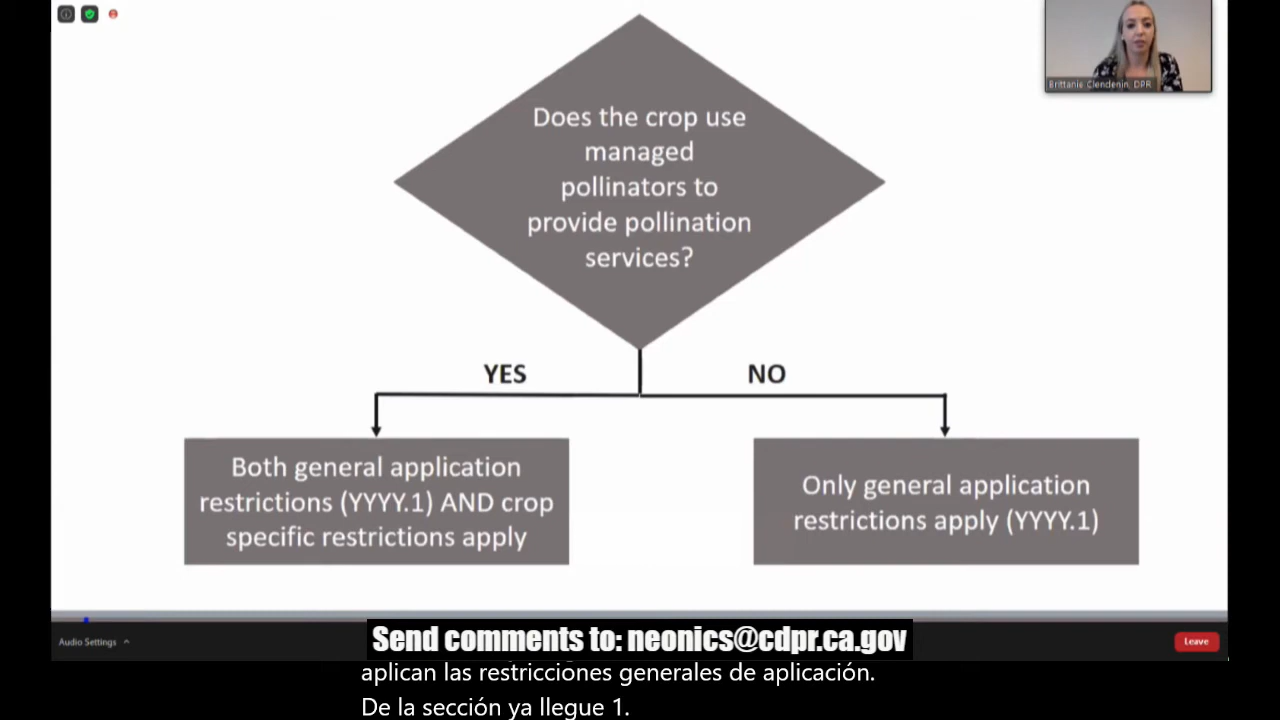 Does the crop use
managed
pollinators to
provide pollination
services?
Brittanie Clendenin, DPR
YES
NO
Both general application
restrictions (YYYY.1) AND crop
specific restrictions apply
Only general application
restrictions apply (YYYY.1)
Audio Settings
Leave
Send comments to: neonics@cdpr.ca.gov
aplican las restricciones generales de aplicación.
De la sección ya llegue 1.